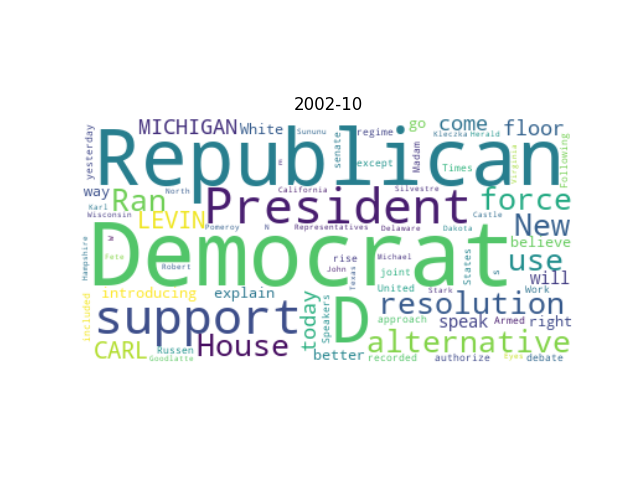 2002-10
yesterday MICHIGAN White Sununu senate regime go come Kleczka Herald floor
Republican
E except Madam Times Virginia Following
way North California Silvestre
Karl Ran President force
Wisconsin LEVIN Castle New
Pomeroy N Representatives Delaware Dakota
Hampshire M Democrat believe
Fete Robert rise Michael joint States s use
John Texas United Stark Work will
introducing explain
included support today Speakers D resolution
approach speak Armed right
CARL Russen House alternative
Goodlatte better recorded authorize Eyes debate